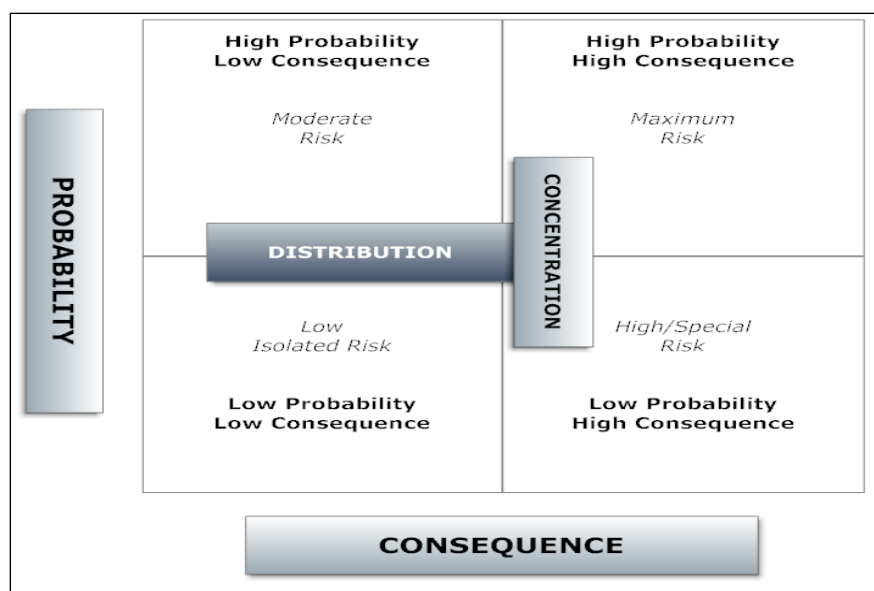 High Probability
Low Consequence
High Probability
High Consequence
Moderate
Risk
Maximum
Risk
PROBABILITY
CONCENTRATION
DISTRIBUTION
Low
Isolated Risk
High/Special
Risk
Low Probability
Low Consequence
Low Probability
High Consequence
CONSEQUENCE